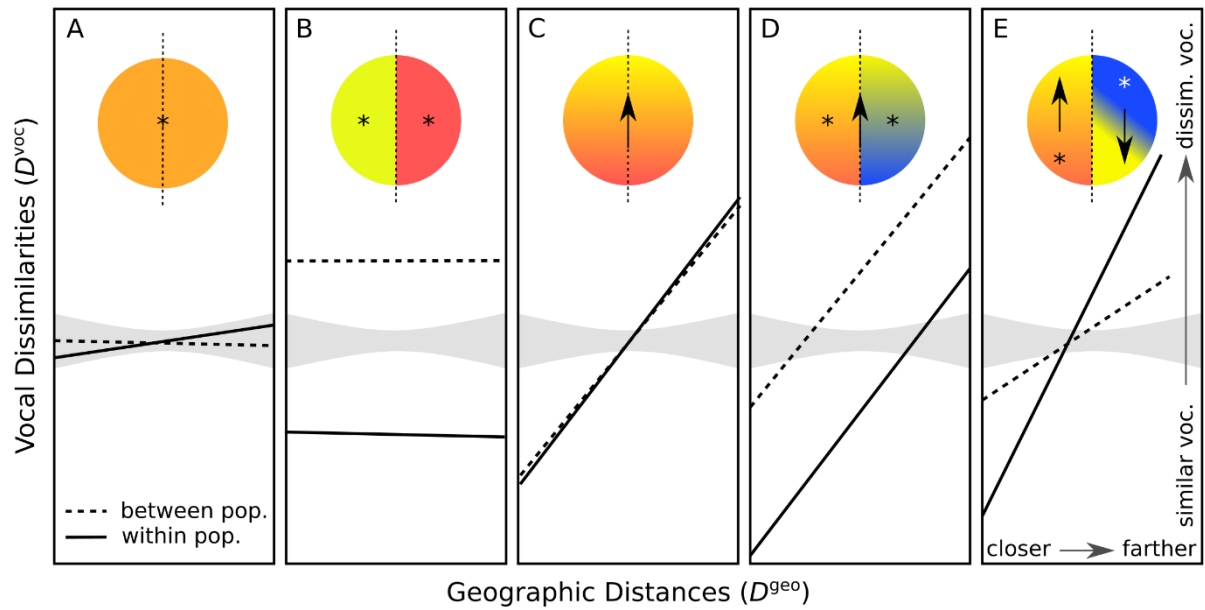 A
B
C
D
E
*
* *
* *
*
*
Vocal Dissimilarities (Dᵛᵒᶜ)
dissim. voc.
similar voc.
between pop.
within pop.
closer farther
Geographic Distances (Dᵍᵉᵒ)